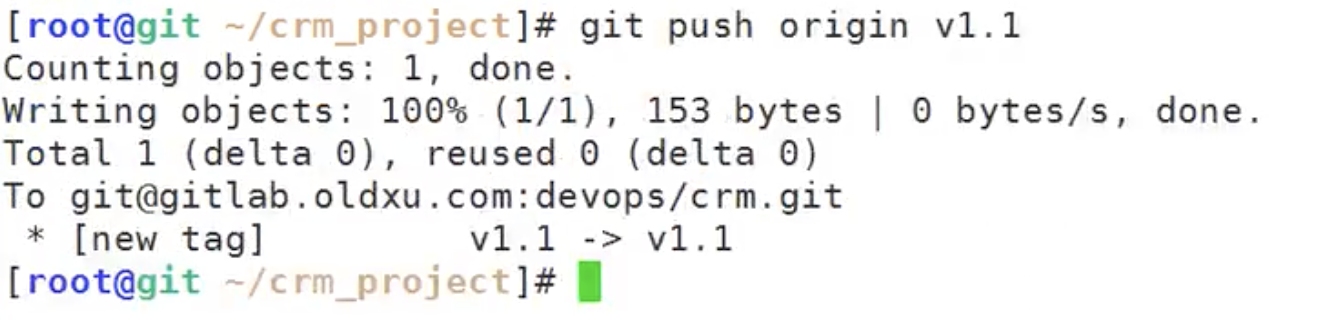 [root@git ~/crm_project]# git push origin v1.1
Counting objects: 1, done.
Writing objects: 100% (1/1), 153 bytes | 0 bytes/s, done.
Total 1 (delta 0), reused 0 (delta 0)
To git@gitlab.oldxu.com:devops/crm.git
 * [new tag]         v1.1 -> v1.1
[root@git ~/crm_project]#